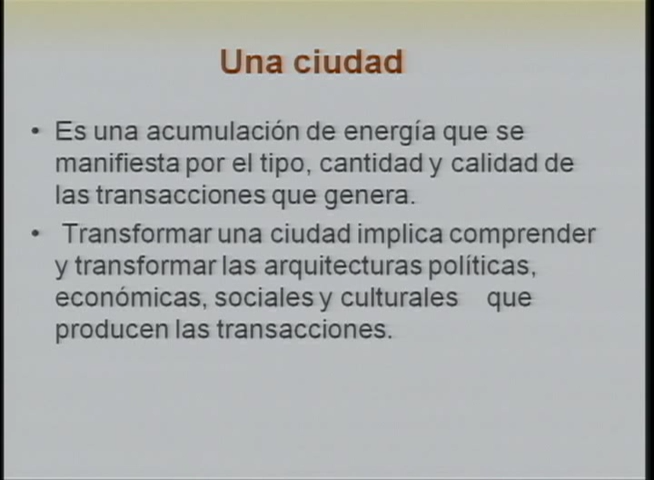 Una ciudad
• Es una acumulación de energía que se
manifiesta por el tipo, cantidad y calidad de
las transacciones que genera.
• Transformar una ciudad implica comprender
y transformar las arquitecturas políticas,
económicas, sociales y culturales que
producen las transacciones.